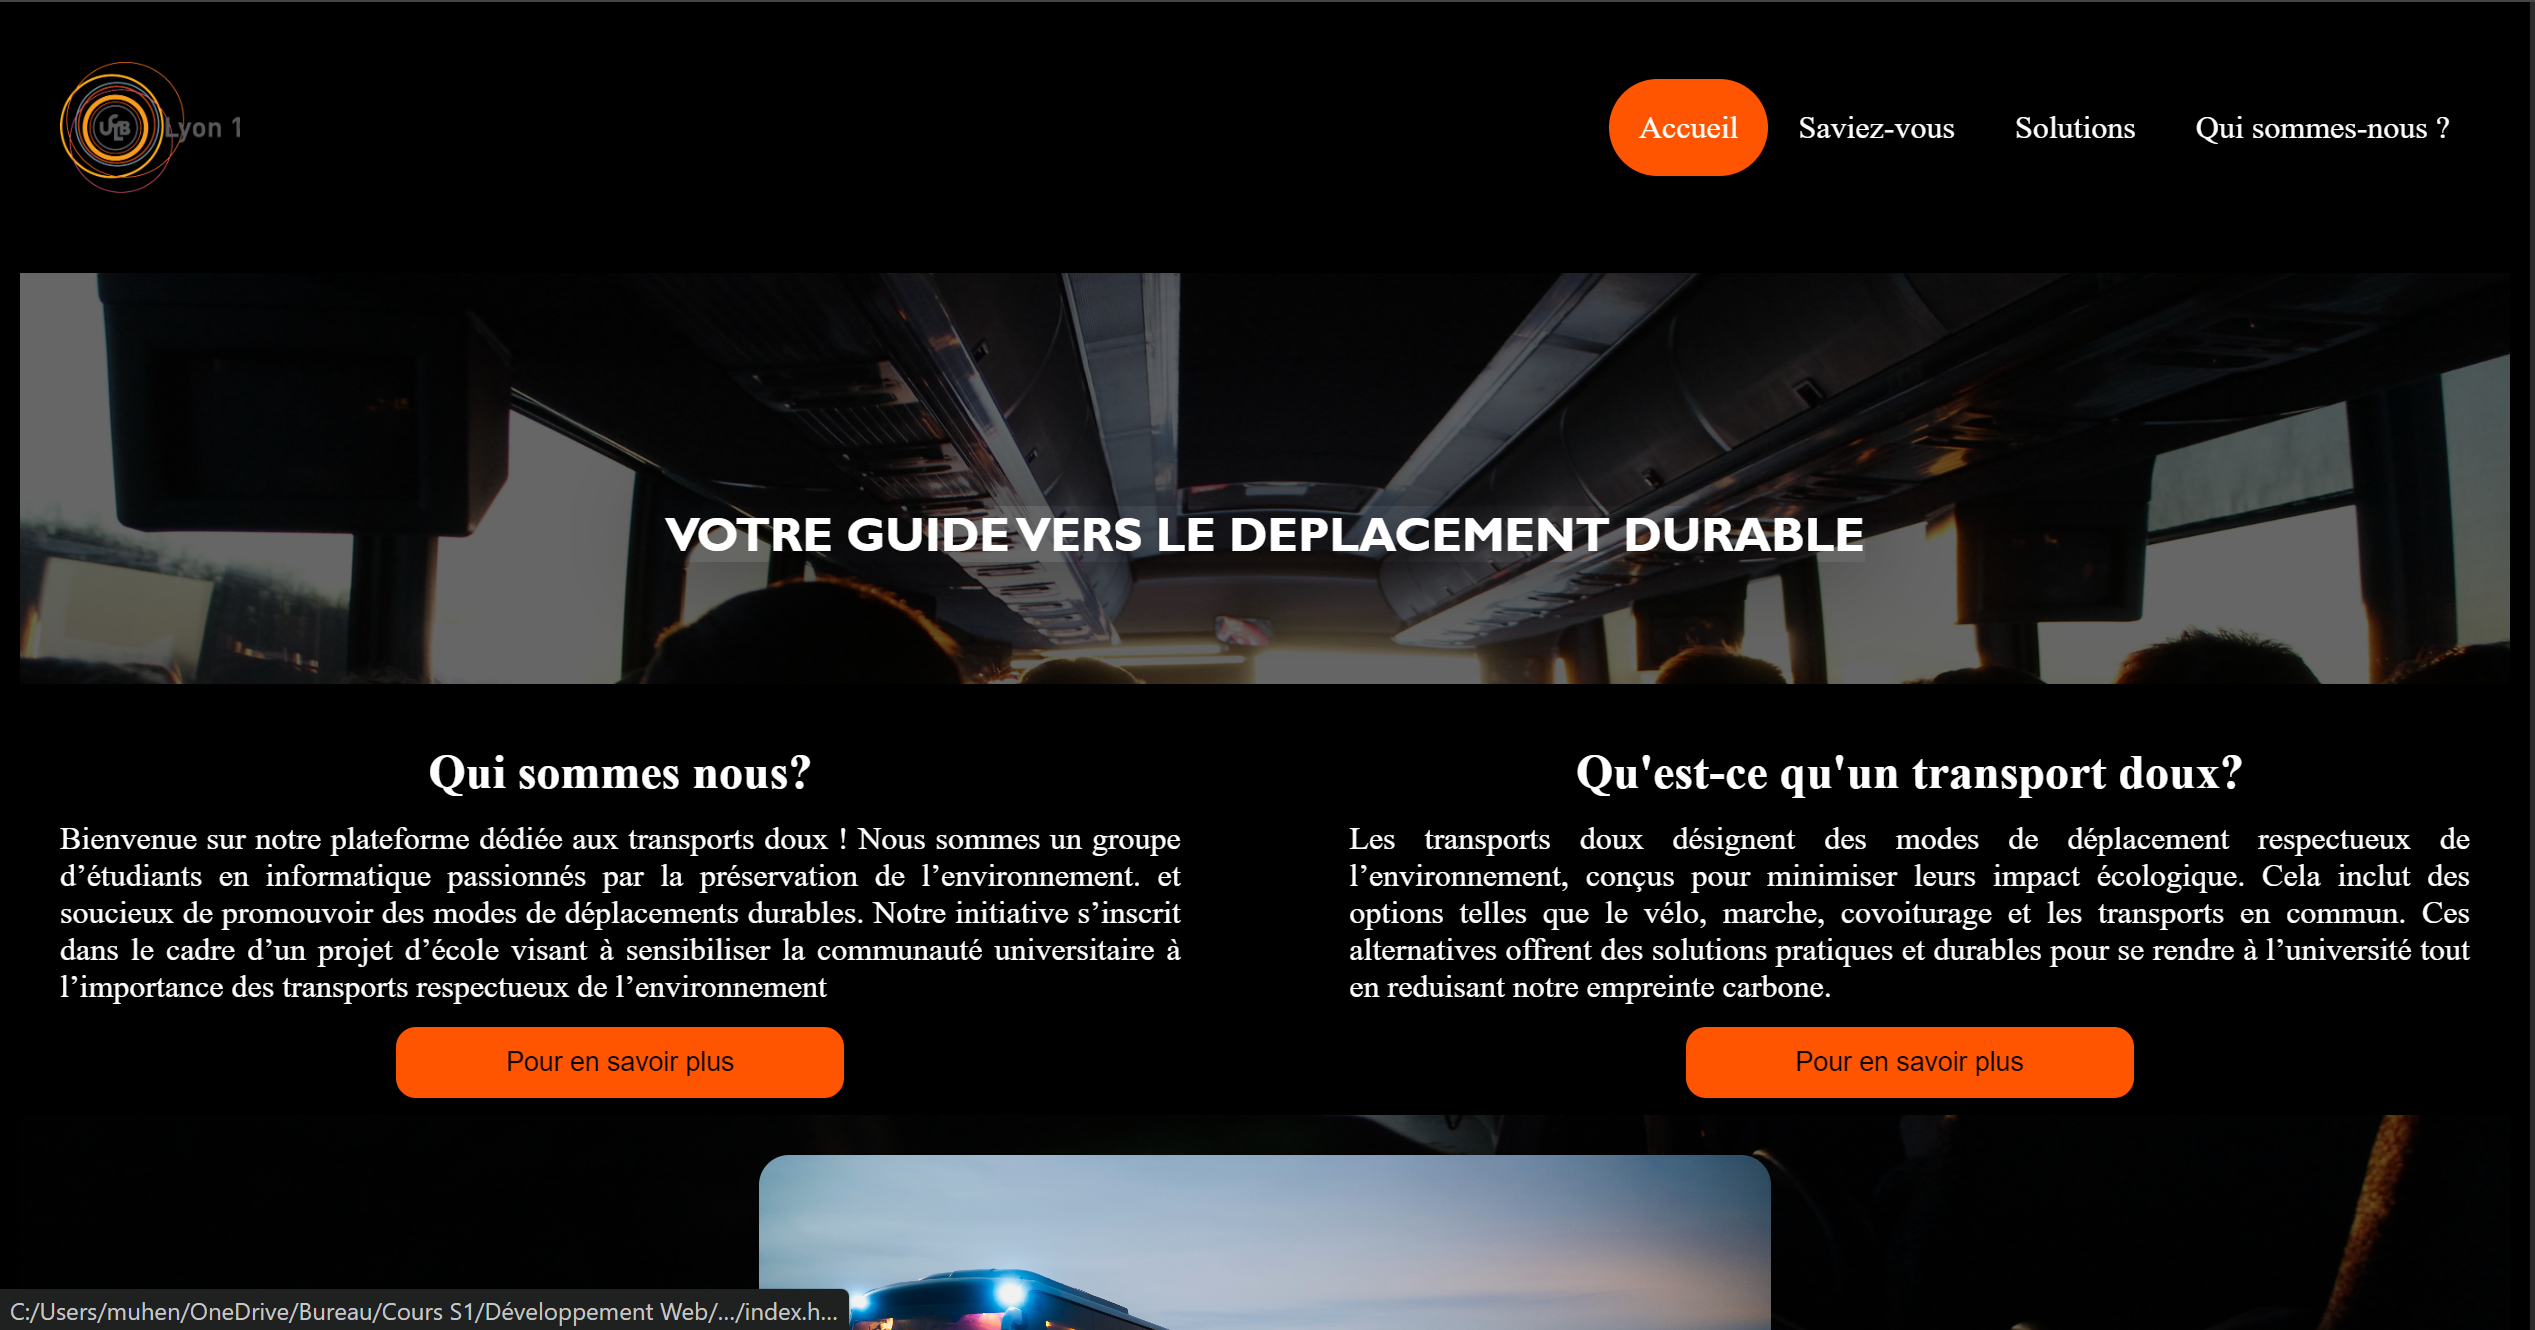 UCLB Lyon 1
Accueil Saviez-vous Solutions Qui sommes-nous ?
VOTRE GUIDE VERS LE DEPLACEMENT DURABLE
Qui sommes nous?
Bienvenue sur notre plateforme dédiée aux transports doux ! Nous sommes un groupe
d’étudiants en informatique passionnés par la préservation de l’environnement. et
soucieux de promouvoir des modes de déplacements durables. Notre initiative s’inscrit
dans le cadre d’un projet d’école visant à sensibiliser la communauté universitaire à
l’importance des transports respectueux de l’environnement
Pour en savoir plus
Qu'est-ce qu'un transport doux?
Les transports doux désignent des modes de déplacement respectueux de
l’environnement, conçus pour minimiser leurs impact écologique. Cela inclut des
options telles que le vélo, marche, covoiturage et les transports en commun. Ces
alternatives offrent des solutions pratiques et durables pour se rendre à l’université tout
en reduisant notre empreinte carbone.
Pour en savoir plus
C:/Users/muhen/OneDrive/Bureau/Cours S1/Développement Web/.../index.h...